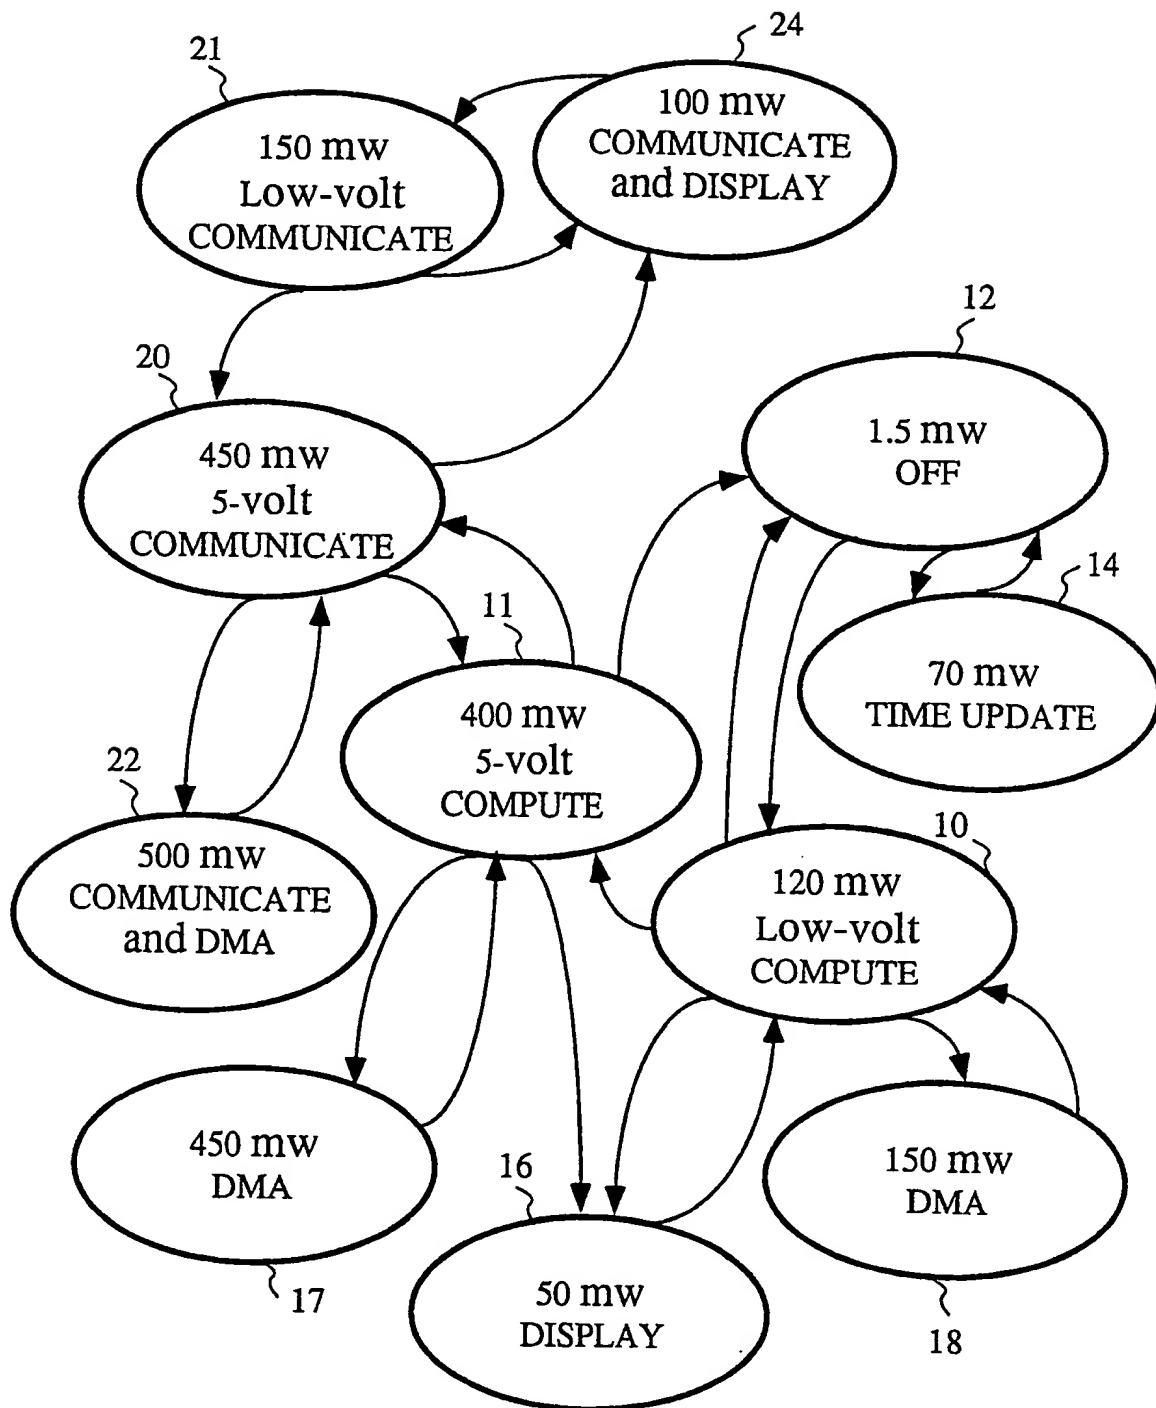 21
24
150 mw
Low-volt
COMMUNICATE
100 mw
COMMUNICATE
and DISPLAY
12
20
1.5 mw
OFF
450 mw
5-volt
COMMUNICATE
14
11
70 mw
TIME UPDATE
400 mw
5-volt
COMPUTE
22
10
500 mw
COMMUNICATE
and DMA
120 mw
Low-volt
COMPUTE
450 mw
DMA
16
150 mw
DMA
17
50 mw
DISPLAY
18